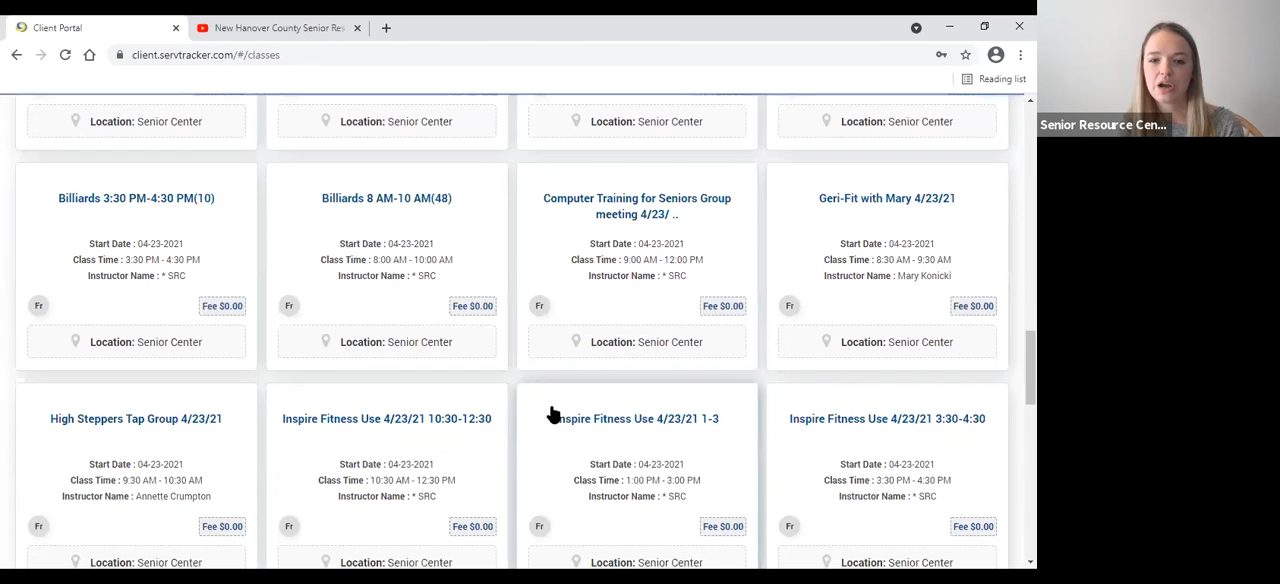 Client Portal
New Hanover County Senior Res
client.servtracker.com/#/classes
Reading list
Location: Senior Center
Location: Senior Center
Location: Senior Center
Location: Senior Center
Senior Resource Cen...
Billiards 3:30 PM-4:30 PM(10)
Start Date : 04-23-2021
Class Time : 3:30 PM - 4:30 PM
Instructor Name : * SRC
Fr
Fee $0.00
Location: Senior Center
Billiards 8 AM-10 AM(48)
Start Date : 04-23-2021
Class Time : 8:00 AM - 10:00 AM
Instructor Name : * SRC
Fr
Fee $0.00
Location: Senior Center
Computer Training for Seniors Group
meeting 4/23/ ..
Start Date : 04-23-2021
Class Time : 9:00 AM - 12:00 PM
Instructor Name : * SRC
Fr
Fee $0.00
Location: Senior Center
Geri-Fit with Mary 4/23/21
Start Date : 04-23-2021
Class Time : 8:30 AM - 9:30 AM
Instructor Name : Mary Konicki
Fr
Fee $0.00
Location: Senior Center
High Steppers Tap Group 4/23/21
Start Date : 04-23-2021
Class Time : 9:30 AM - 10:30 AM
Instructor Name : Annette Crumpton
Fr
Fee $0.00
Location: Senior Center
Inspire Fitness Use 4/23/21 10:30-12:30
Start Date : 04-23-2021
Class Time : 10:30 AM - 12:30 PM
Instructor Name : * SRC
Fr
Fee $0.00
Location: Senior Center
Inspire Fitness Use 4/23/21 1-3
Start Date : 04-23-2021
Class Time : 1:00 PM - 3:00 PM
Instructor Name : * SRC
Fr
Fee $0.00
Location: Senior Center
Inspire Fitness Use 4/23/21 3:30-4:30
Start Date : 04-23-2021
Class Time : 3:30 PM - 4:30 PM
Instructor Name : * SRC
Fr
Fee $0.00
Location: Senior Center